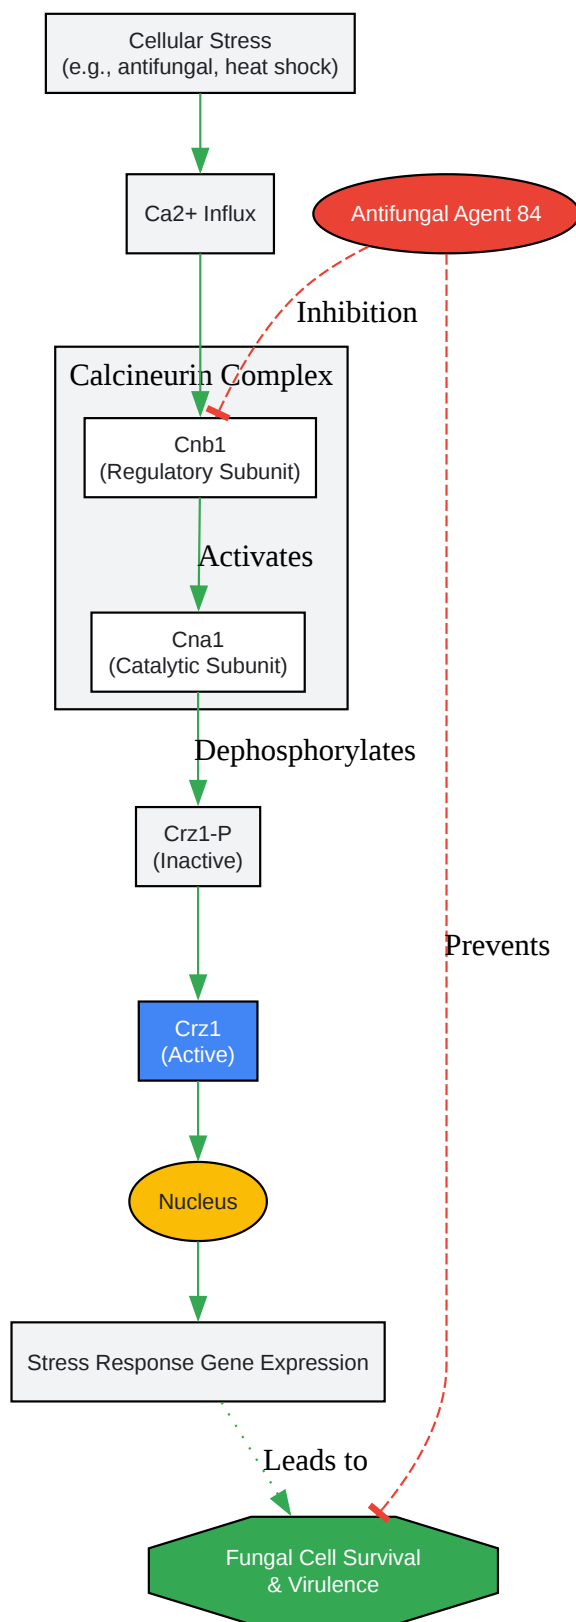 Cellular Stress
(e.g., antifungal, heat shock)
Ca2+ Influx
Antifungal Agent 84
Inhibition
Calcineurin Complex
Cnb1
(Regulatory Subunit)
Activates
Cna1
(Catalytic Subunit)
Dephosphorylates
Crz1-P
(Inactive)
Prevents
Crz1
(Active)
Nucleus
Stress Response Gene Expression
Leads to
Fungal Cell Survival
& Virulence